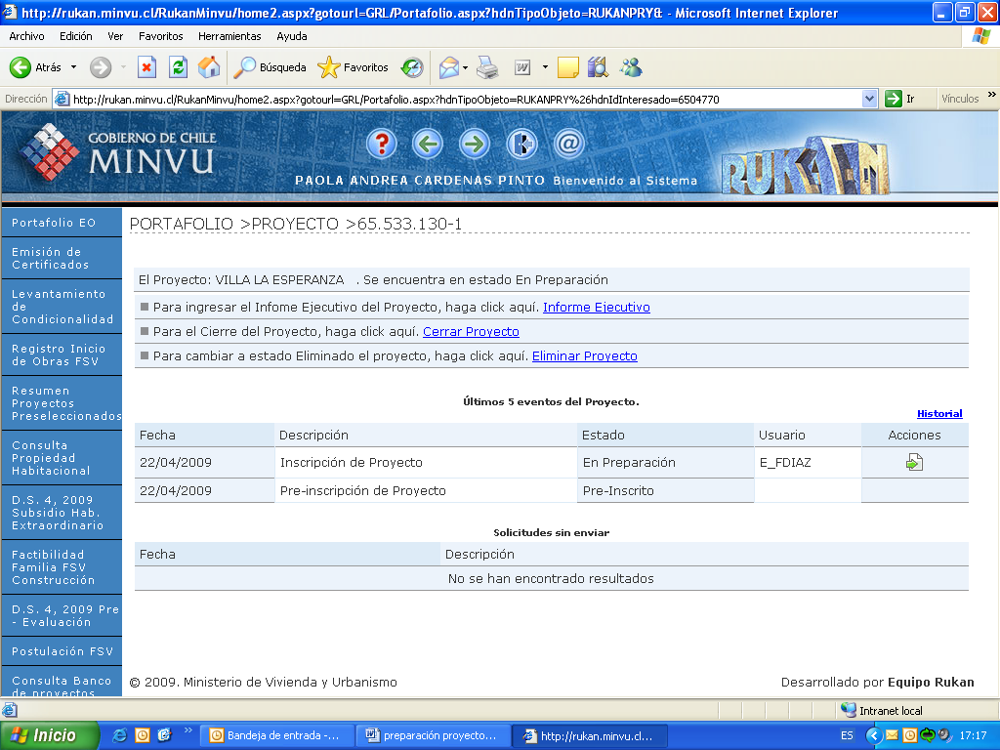 http://rukan.minvu.cl/RukanMinvu/home2.aspx?gotourl=GRL/Portafolio.aspx?hdnTipoObjeto=RUKANPRY& - Microsoft Internet Explorer
Archivo Edición Ver Favoritos Herramientas Ayuda
Atrás Búsqueda Favoritos
Dirección http://rukan.minvu.cl/RukanMinvu/home2.aspx?gotourl=GRL/Portafolio.aspx?hdnTipoObjeto=RUKANPRY%26hdnIdInteresado=6504770 Ir Vínculos »
GOBIERNO DE CHILE
MINVU
PAOLA ANDREA CARDENAS PINTO Bienvenido al Sistema
RUKAN
Portafolio EO
Emisión de
Certificados
Levantamiento
de
Condicionalidad
Registro Inicio
de Obras FSV
Resumen
Proyectos
Preseleccionados
Consulta
Propiedad
Habitacional
D.S. 4, 2009
Subsidio Hab.
Extraordinario
Factibilidad
Familia FSV
Construcción
D.S. 4, 2009 Pre
- Evaluación
Postulación FSV
Consulta Banco
de proyectos
PORTAFOLIO >PROYECTO >65.533.130-1
El Proyecto: VILLA LA ESPERANZA . Se encuentra en estado En Preparación
Para ingresar el Infome Ejecutivo del Proyecto, haga click aquí. Informe Ejecutivo
Para el Cierre del Proyecto, haga click aquí. Cerrar Proyecto
Para cambiar a estado Eliminado el proyecto, haga click aquí. Eliminar Proyecto
Últimos 5 eventos del Proyecto.
Historial
Fecha Descripción Estado Usuario Acciones
22/04/2009 Inscripción de Proyecto En Preparación E_FDIAZ
22/04/2009 Pre-inscripción de Proyecto Pre-Inscrito
Solicitudes sin enviar
Fecha Descripción
No se han encontrado resultados
© 2009. Ministerio de Vivienda y Urbanismo Desarrollado por Equipo Rukan
Intranet local
Inicio » Bandeja de entrada -... preparación proyecto... http://rukan.minvu.cl... ES 17:17